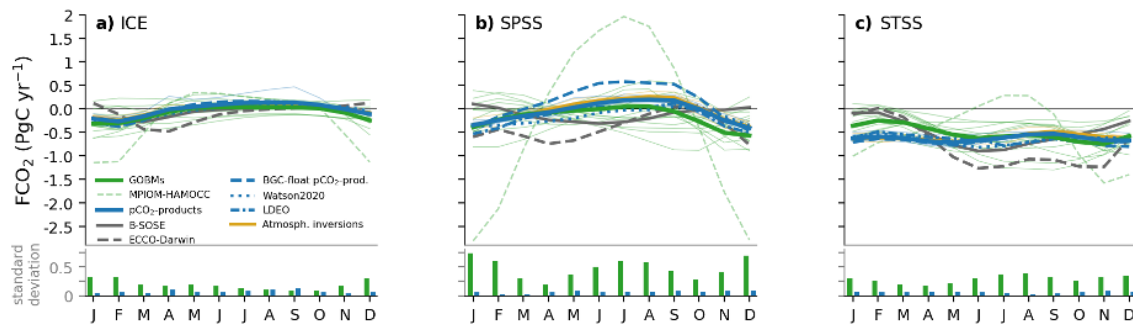 a) ICE
b) SPSS
c) STSS
FCO₂ (PgC yr⁻¹)
2
1.5
1
0.5
0.0
-0.5
-1.0
-1.5
-2.0
-2.5
GOBMs
MPIOM-HAMOCC
pCO₂-products
B-SOSE
ECCO-Darwin
BGC-float pCO₂-prod.
Watson2020
LDEO
Atmosph. inversions
standard
deviation
0.5
0
J F M A M J J A S O N D
J F M A M J J A S O N D
J F M A M J J A S O N D